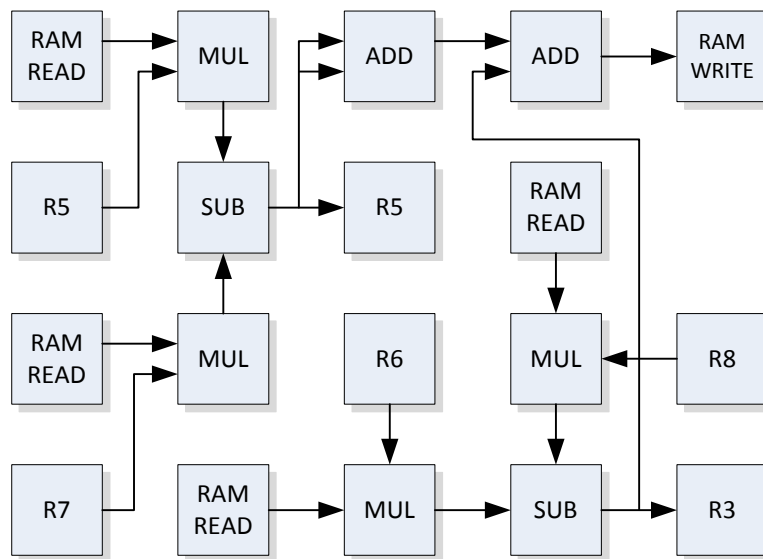 RAM
READ
MUL
ADD
ADD
RAM
WRITE
R5
SUB
R5
RAM
READ
RAM
READ
MUL
R6
MUL
R8
R7
RAM
READ
MUL
SUB
R3